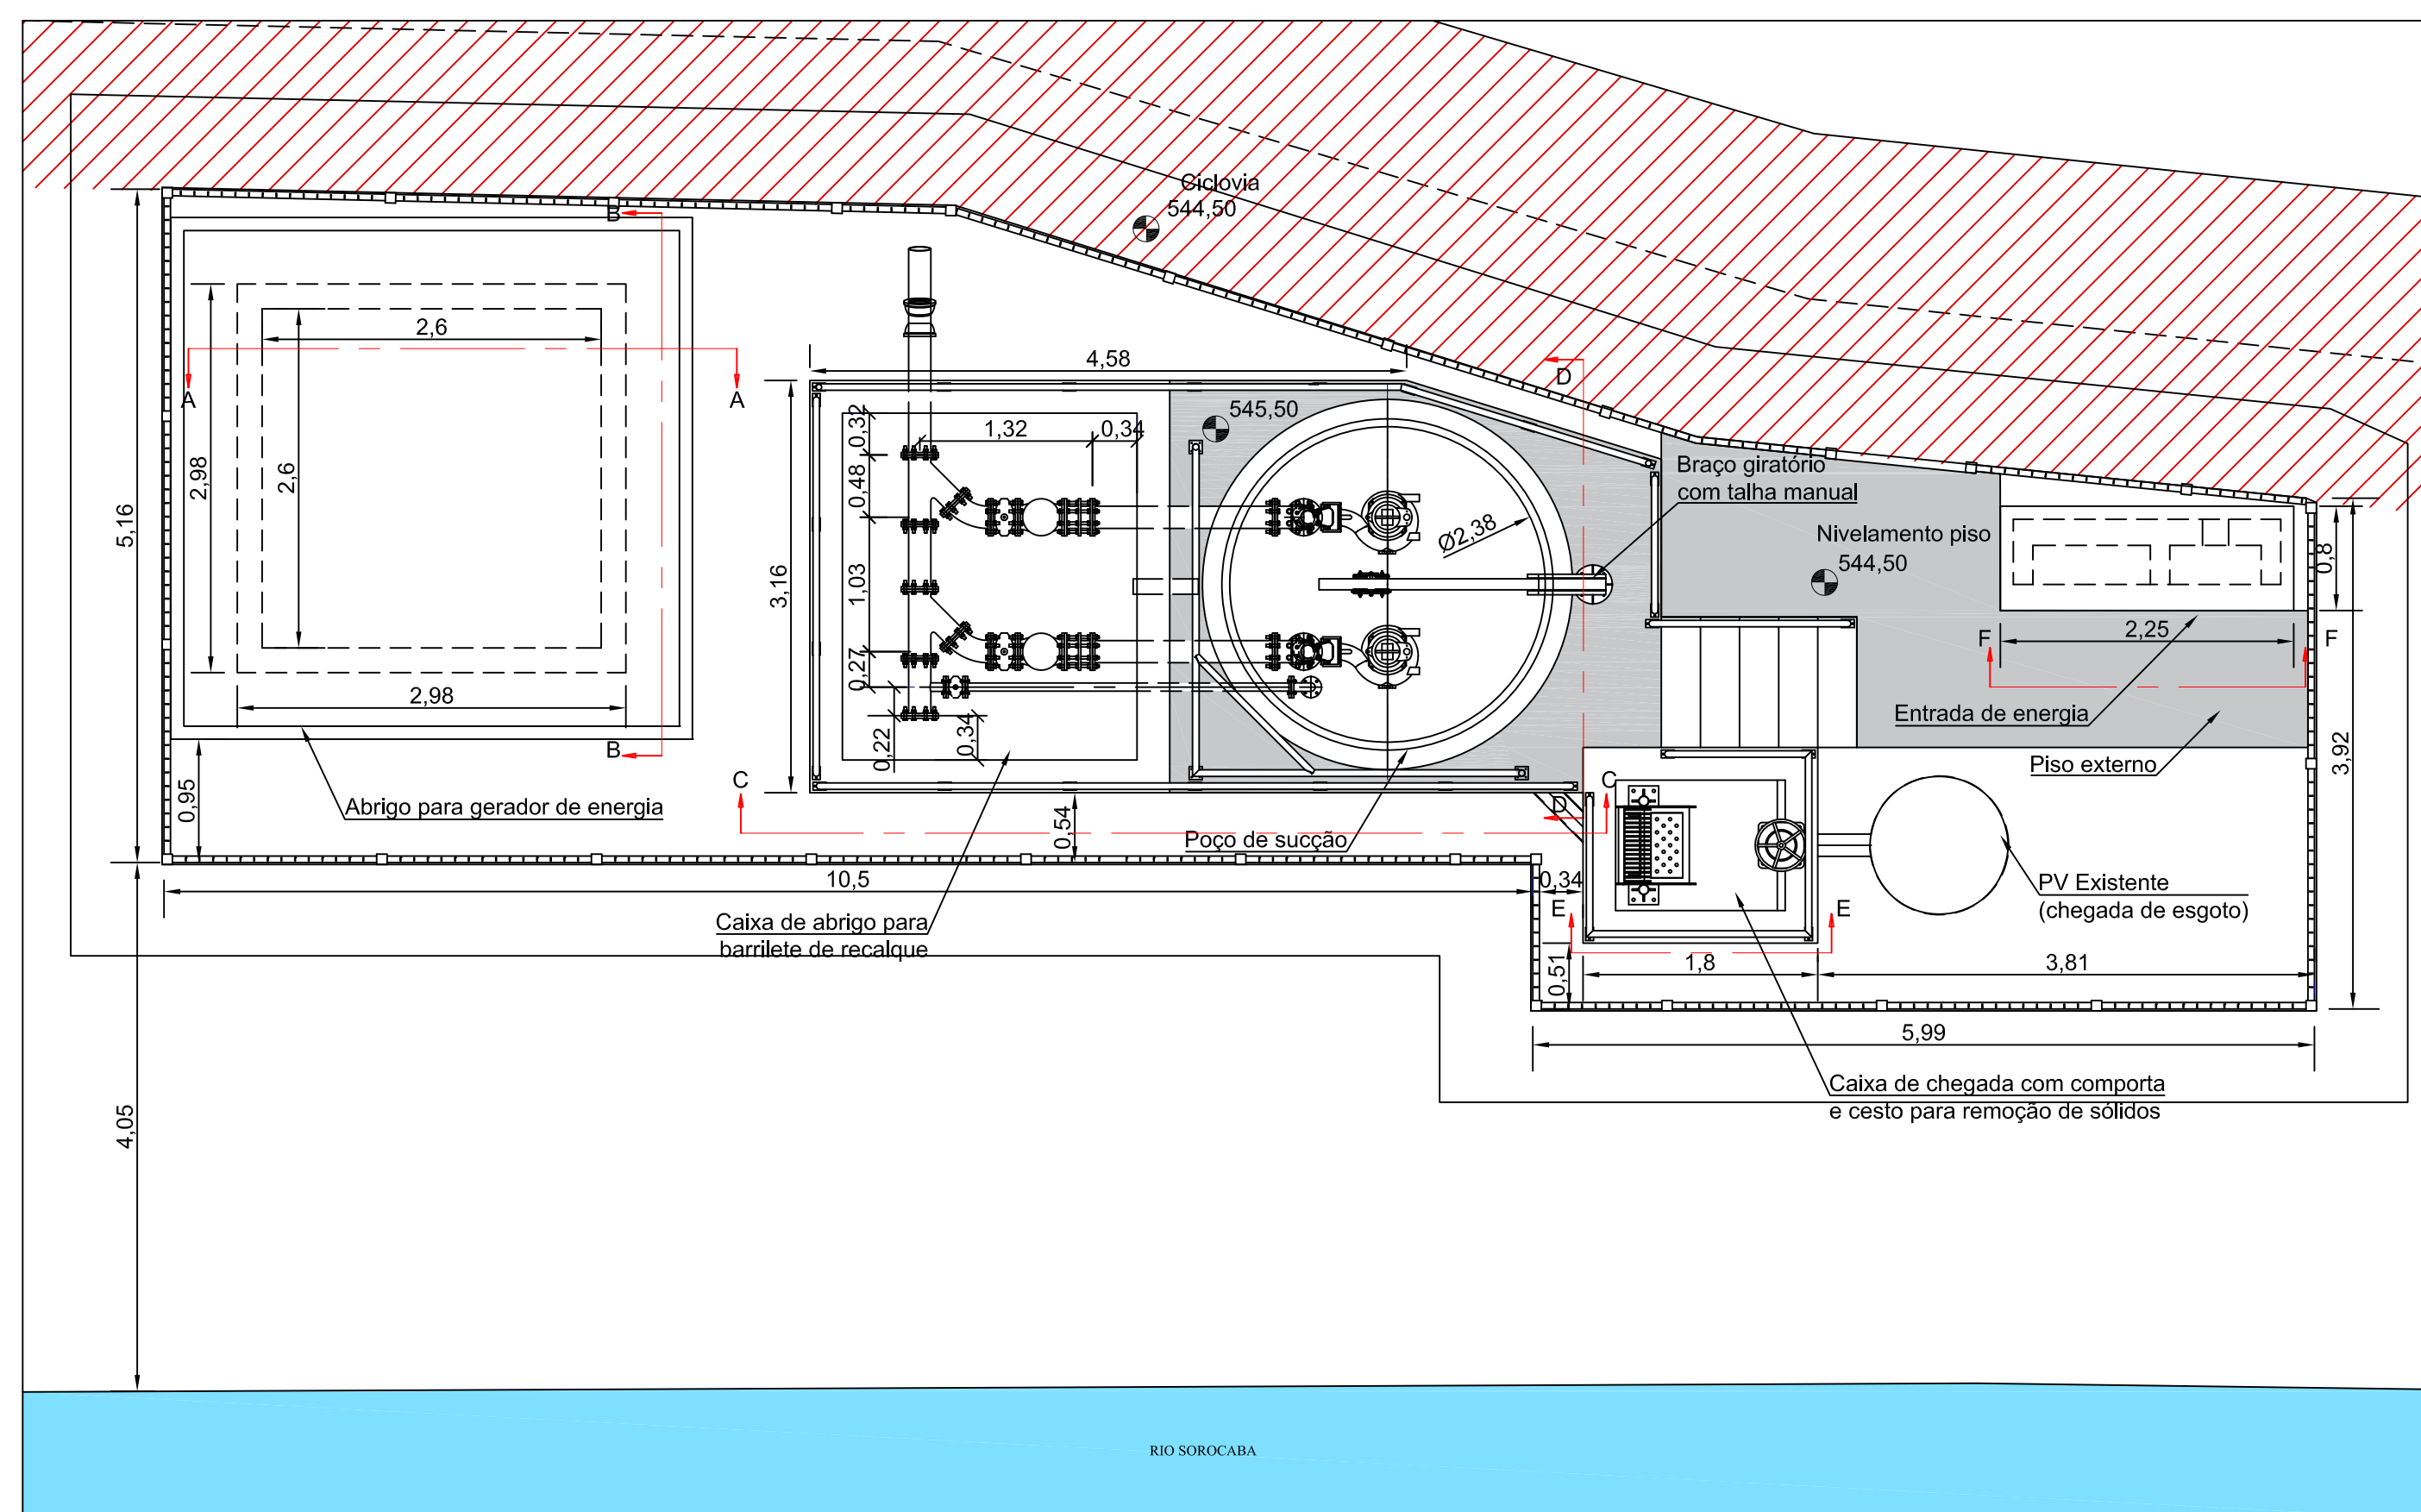 Ciclovia
544,50
B
2,6
4,58
D
A
A
545,50
0,32
1,32
0,34
Braço giratório
com talha manual
2,98
2,6
0,48
5,16
Ø2,38
Nivelamento piso
544,50
0,8
3,16
1,03
2,25
F
F
0,27
2,98
Entrada de energia
0,22
0,34
B
3,92
Piso externo
C
C
0,95
Abrigo para gerador de energia
D
0,54
Poço de sucção
10,5
0,34
PV Existente
(chegada de esgoto)
E
E
Caixa de abrigo para
barrilete de recalque
0,51
1,8
3,81
5,99
Caixa de chegada com comporta
e cesto para remoção de sólidos
4,05
RIO SOROCABA